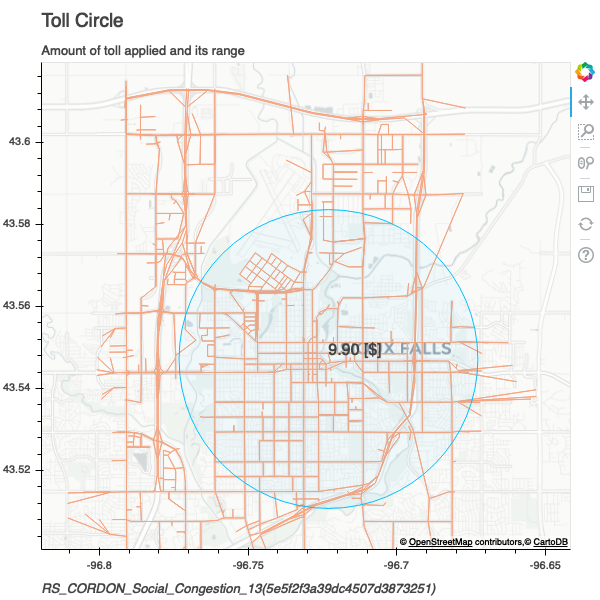 Toll Circle
Amount of toll applied and its range
43.6
43.58
43.56
9.90 [$]
X FALLS
43.54
43.52
© OpenStreetMap contributors,© CartoDB
-96.8
-96.75
-96.7
-96.65
RS_CORDON_Social_Congestion_13(5e5f2f3a39dc4507d3873251)